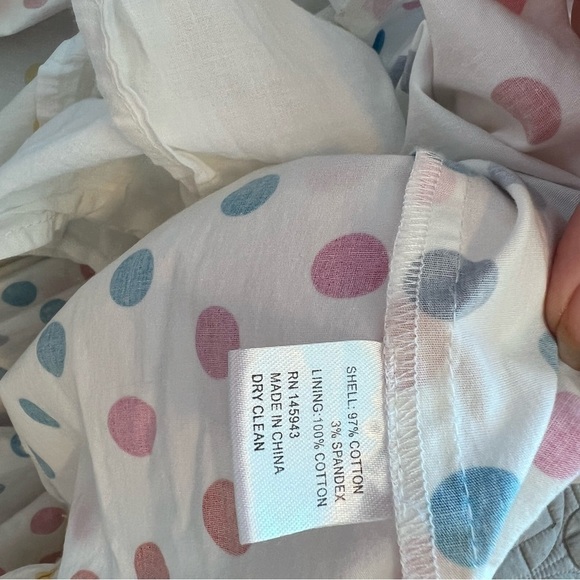 SHELL: 97% COTTON
3% SPANDEX
LINING:100% COTTON
RN 145943
MADE IN CHINA
DRY CLEAN